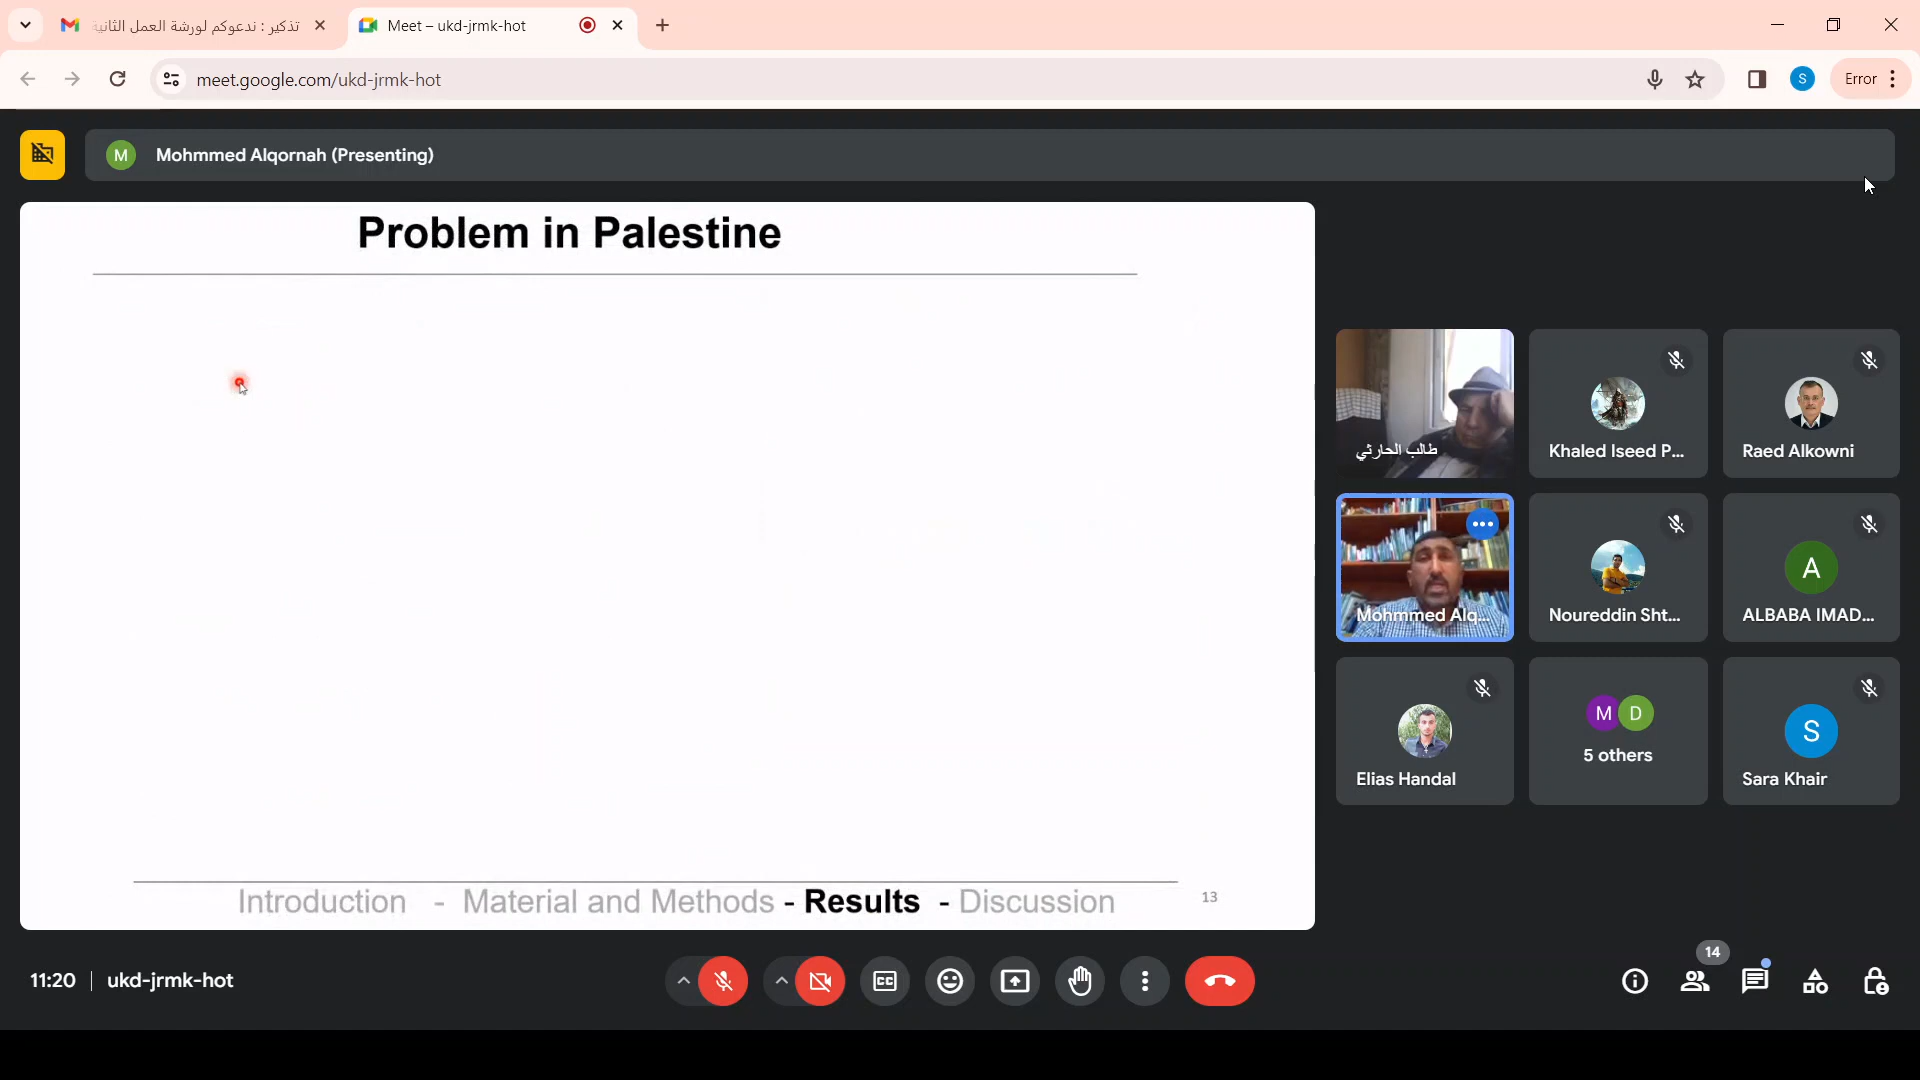 تذكير : ندعوكم لورشة العمل الثانية
Meet – ukd-jrmk-hot
meet.google.com/ukd-jrmk-hot
S
Error
M
Mohmmed Alqornah (Presenting)
Problem in Palestine
طالب الحارثي
Khaled Iseed P...
Raed Alkowni
Mohmmed Alq...
Noureddin Sht...
A
ALBABA IMAD...
Elias Handal
M D
5 others
S
Sara Khair
Introduction - Material and Methods - Results - Discussion
13
11:20 | ukd-jrmk-hot
CC
14